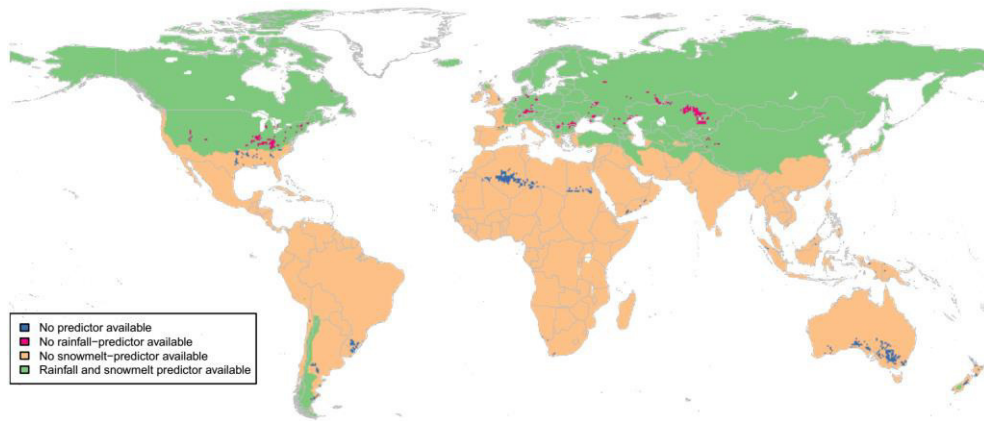 No predictor available
No rainfall-predictor available
No snowmelt-predictor available
Rainfall and snowmelt predictor available